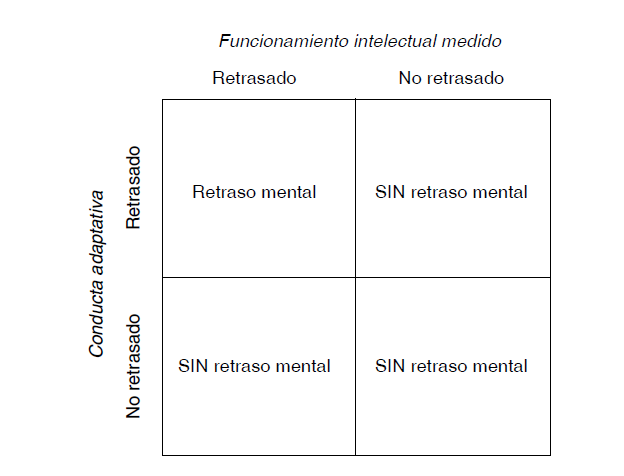 Funcionamiento intelectual medido
Retrasado
No retrasado
Conducta adaptativa
Retrasado
Retraso mental
SIN retraso mental
No retrasado
SIN retraso mental
SIN retraso mental